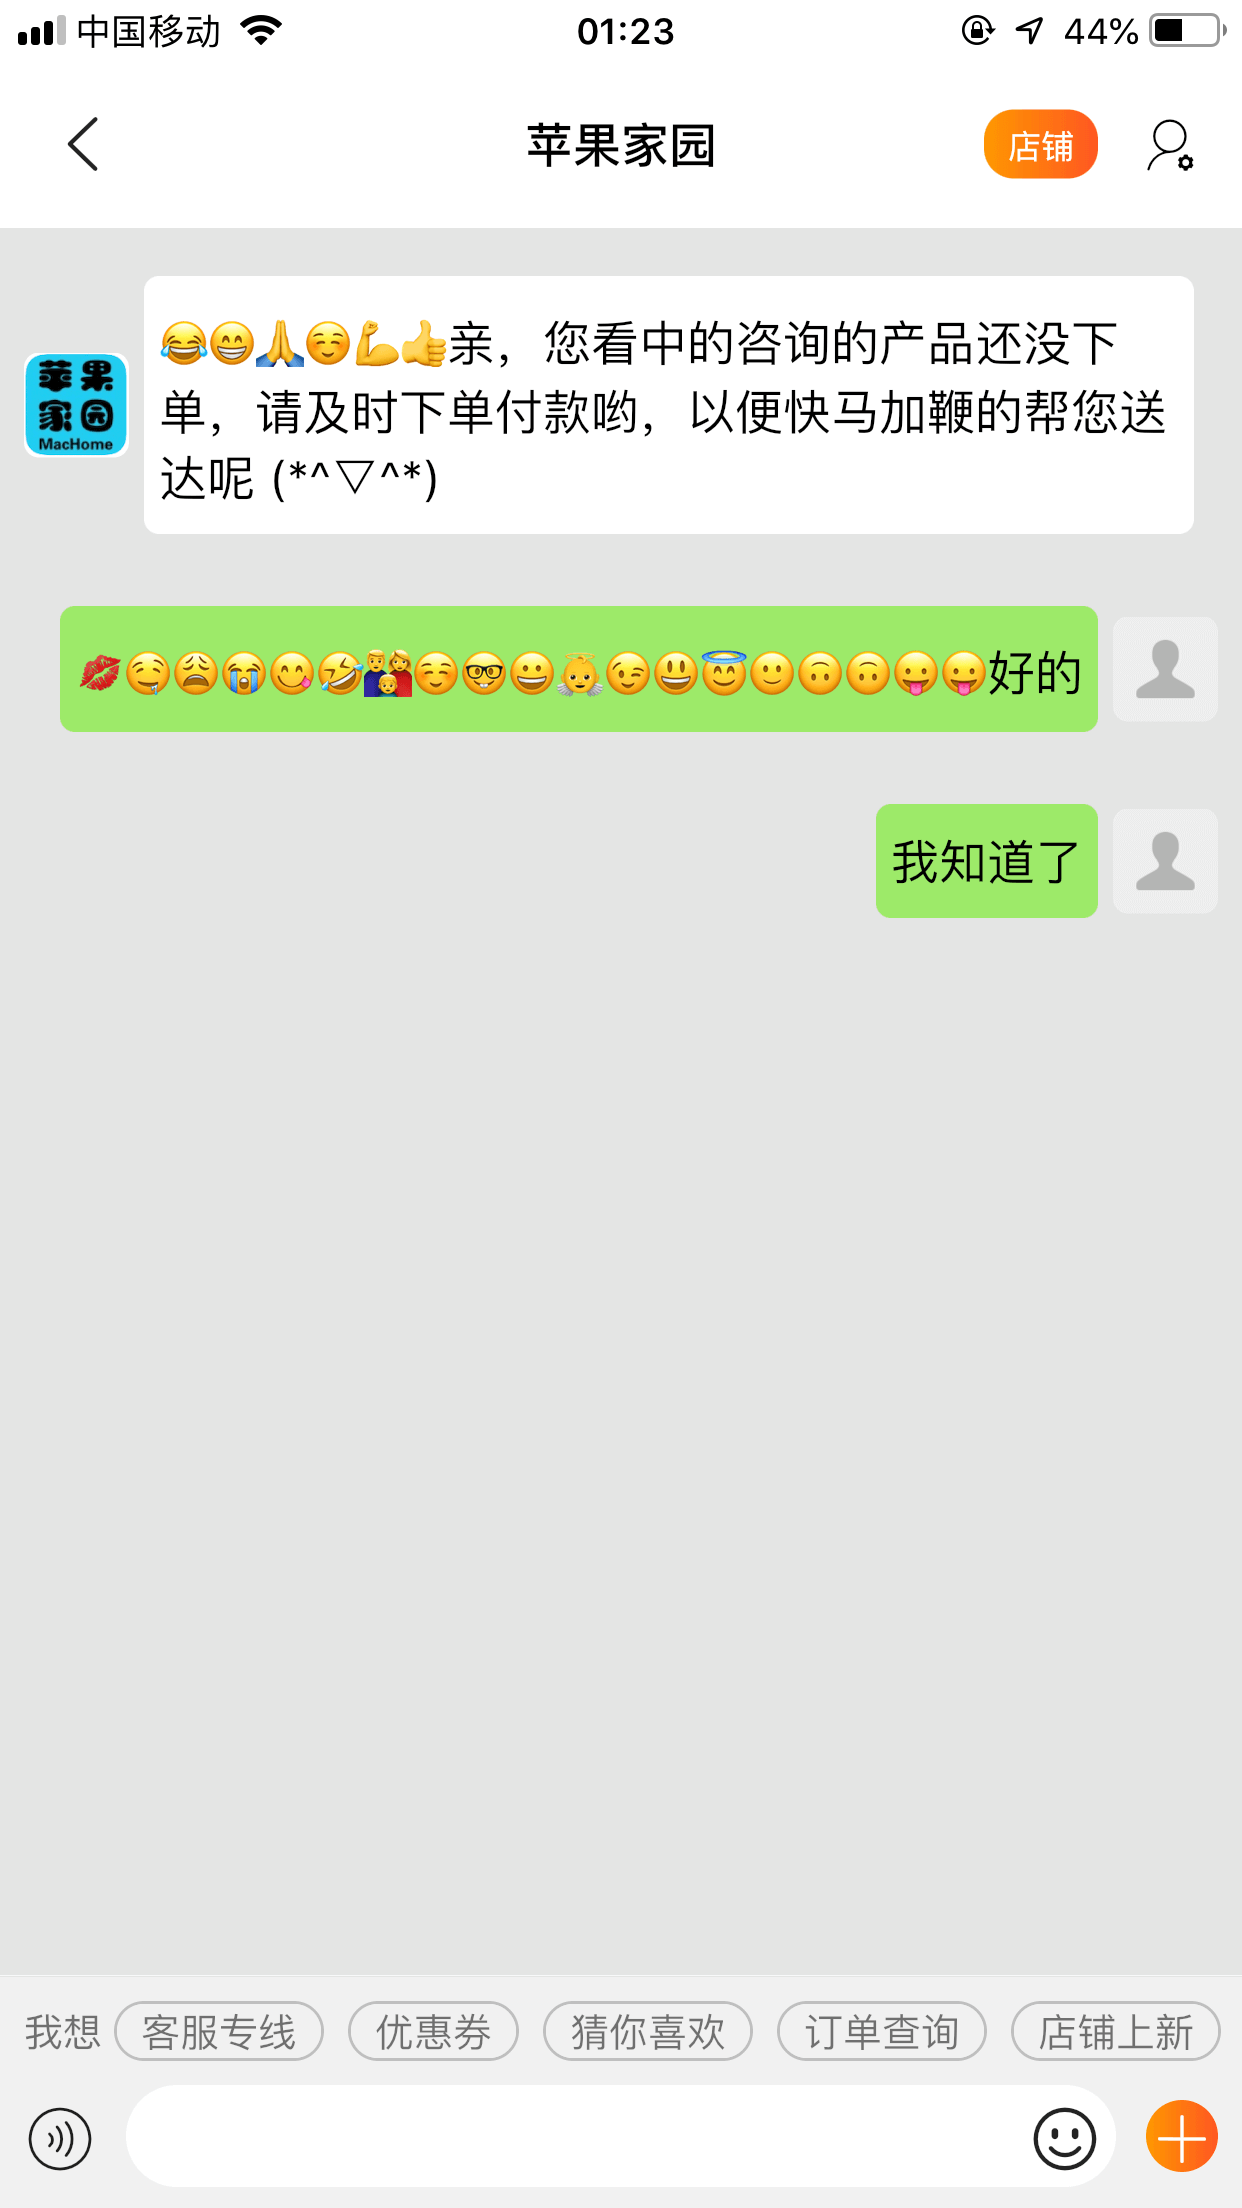 中国移动
01:23
44%
苹果家园
店铺
苹果
家园
MacHome
😂😁🙏☺️💪👍亲，您看中的咨询的产品还没下
单，请及时下单付款哟，以便快马加鞭的帮您送
达呢 (*^▽^*)
💋🤤😩😭😋🤣👨‍👩‍👦☺️🤓😀👼😉😃😇🙂🙃🙃😛😛好的
我知道了
我想
客服专线
优惠券
猜你喜欢
订单查询
店铺上新